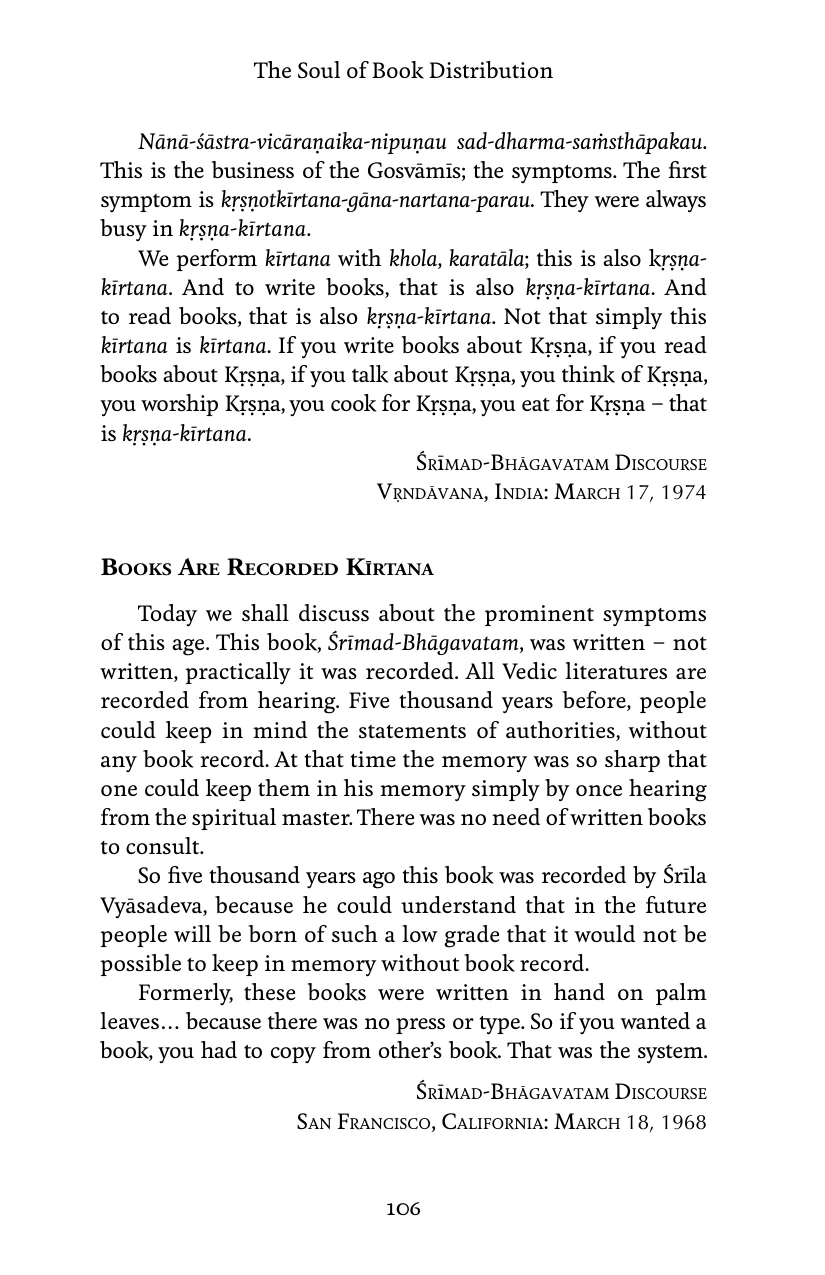 The Soul of Book Distribution
Nānā-śāstra-vicāraṇaika-nipuṇau sad-dharma-saṁsthāpakau.
This is the business of the Gosvāmīs; the symptoms. The first
symptom is kṛṣṇotkīrtana-gāna-nartana-parau. They were always
busy in kṛṣṇa-kīrtana.
We perform kīrtana with khola, karatāla; this is also kṛṣṇa-
kīrtana. And to write books, that is also kṛṣṇa-kīrtana. And
to read books, that is also kṛṣṇa-kīrtana. Not that simply this
kīrtana is kīrtana. If you write books about Kṛṣṇa, if you read
books about Kṛṣṇa, if you talk about Kṛṣṇa, you think of Kṛṣṇa,
you worship Kṛṣṇa, you cook for Kṛṣṇa, you eat for Kṛṣṇa – that
is kṛṣṇa-kīrtana.
Śrīmad-Bhāgavatam Discourse
Vṛndāvana, India: March 17, 1974
Books Are Recorded Kīrtana
Today we shall discuss about the prominent symptoms
of this age. This book, Śrīmad-Bhāgavatam, was written – not
written, practically it was recorded. All Vedic literatures are
recorded from hearing. Five thousand years before, people
could keep in mind the statements of authorities, without
any book record. At that time the memory was so sharp that
one could keep them in his memory simply by once hearing
from the spiritual master. There was no need of written books
to consult.
So five thousand years ago this book was recorded by Śrīla
Vyāsadeva, because he could understand that in the future
people will be born of such a low grade that it would not be
possible to keep in memory without book record.
Formerly, these books were written in hand on palm
leaves… because there was no press or type. So if you wanted a
book, you had to copy from other’s book. That was the system.
Śrīmad-Bhāgavatam Discourse
San Francisco, California: March 18, 1968
106